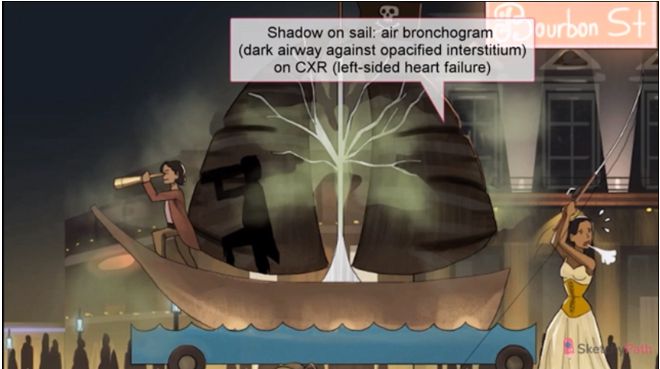 Bourbon St
Shadow on sail: air bronchogram
(dark airway against opacified interstitium)
on CXR (left-sided heart failure)
SketchyPath